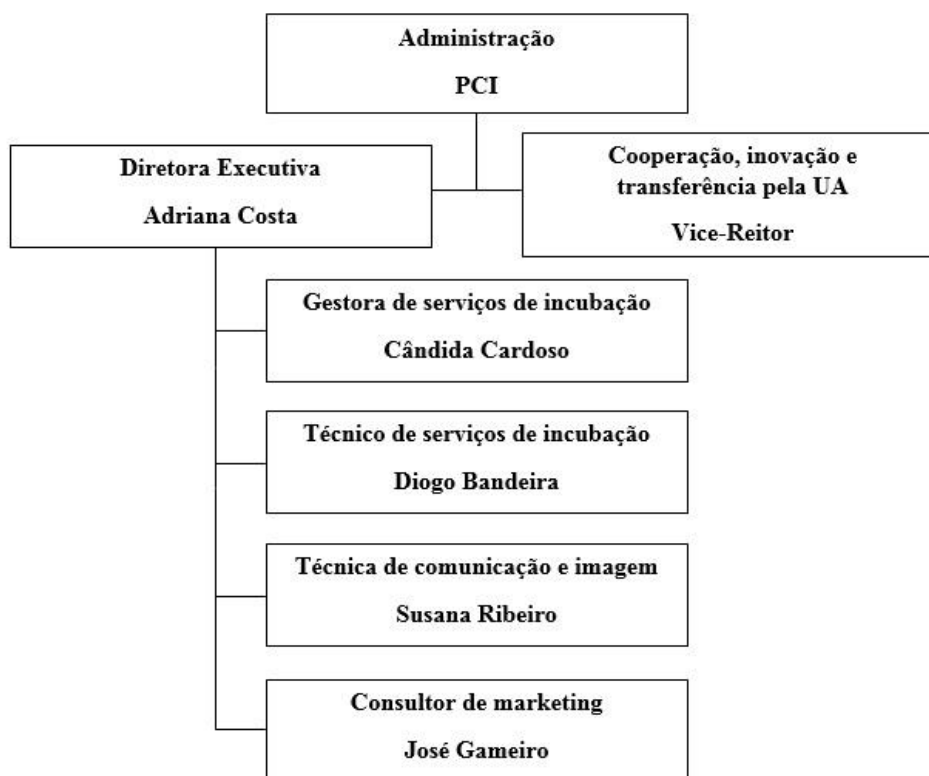 Administração
PCI
Diretora Executiva
Adriana Costa
Cooperação, inovação e
transferência pela UA
Vice-Reitor
Gestora de serviços de incubação
Cândida Cardoso
Técnico de serviços de incubação
Diogo Bandeira
Técnica de comunicação e imagem
Susana Ribeiro
Consultor de marketing
José Gameiro